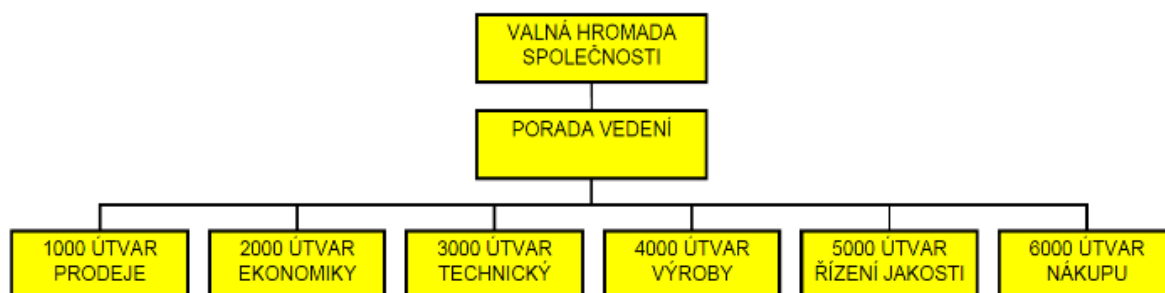 VALNÁ HROMADA
SPOLEČNOSTI
PORADA VEDENÍ
1000 ÚTVAR
PRODEJE
2000 ÚTVAR
EKONOMIKY
3000 ÚTVAR
TECHNICKÝ
4000 ÚTVAR
VÝROBY
5000 ÚTVAR
ŘÍZENÍ JAKOSTI
6000 ÚTVAR
NÁKUPU